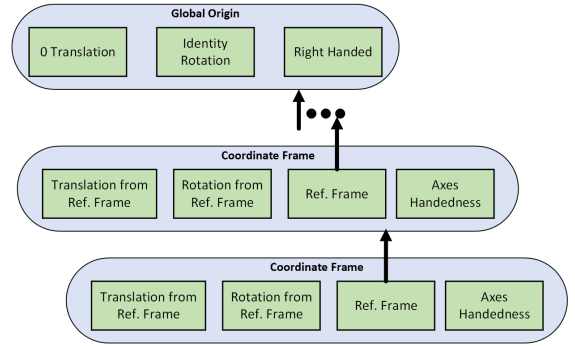 Global Origin
0 Translation
Identity
Rotation
Right Handed
Coordinate Frame
Translation from
Ref. Frame
Rotation from
Ref. Frame
Ref. Frame
Axes
Handedness
Coordinate Frame
Translation from
Ref. Frame
Rotation from
Ref. Frame
Ref. Frame
Axes
Handedness